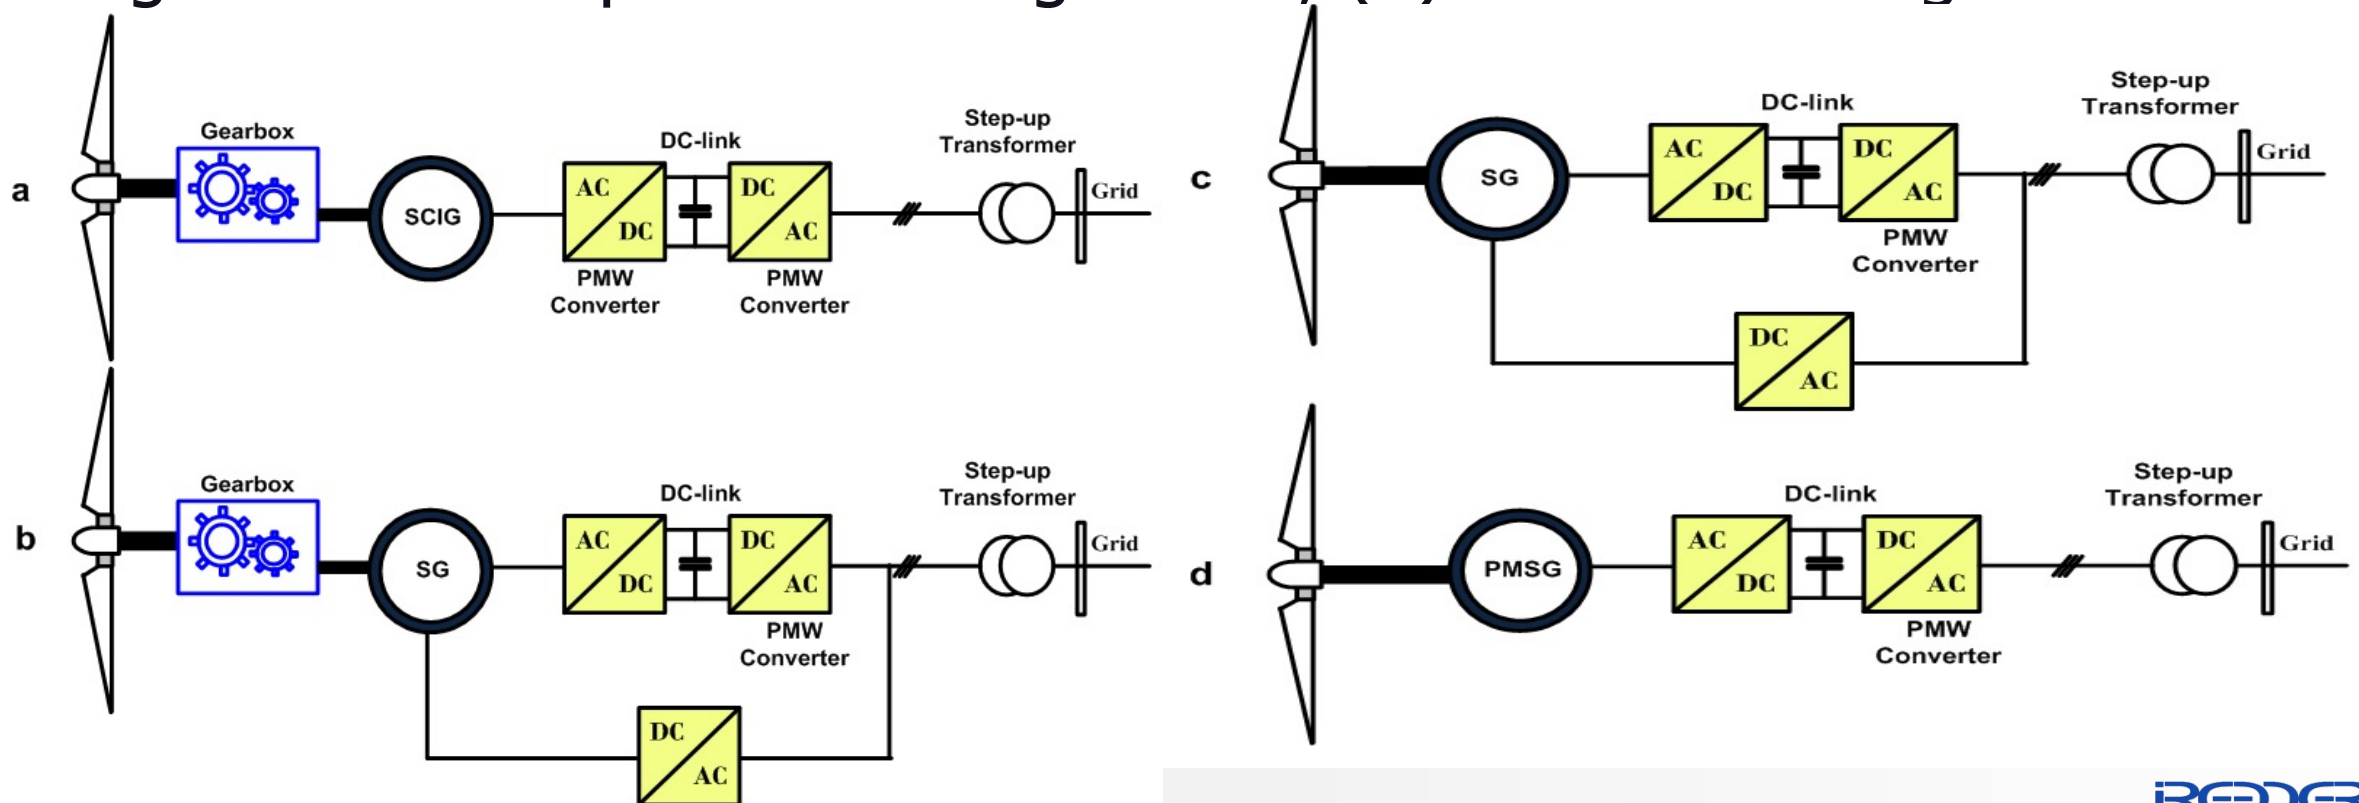 a
Gearbox
SCIG
AC
DC
PMW
Converter
DC-link
DC
AC
PMW
Converter
Step-up
Transformer
Grid
b
Gearbox
SG
AC
DC
DC-link
DC
AC
PMW
Converter
DC
AC
Step-up
Transformer
Grid
c
SG
AC
DC
DC-link
DC
AC
PMW
Converter
DC
AC
Step-up
Transformer
Grid
d
PMSG
AC
DC
DC-link
DC
AC
PMW
Converter
Step-up
Transformer
Grid